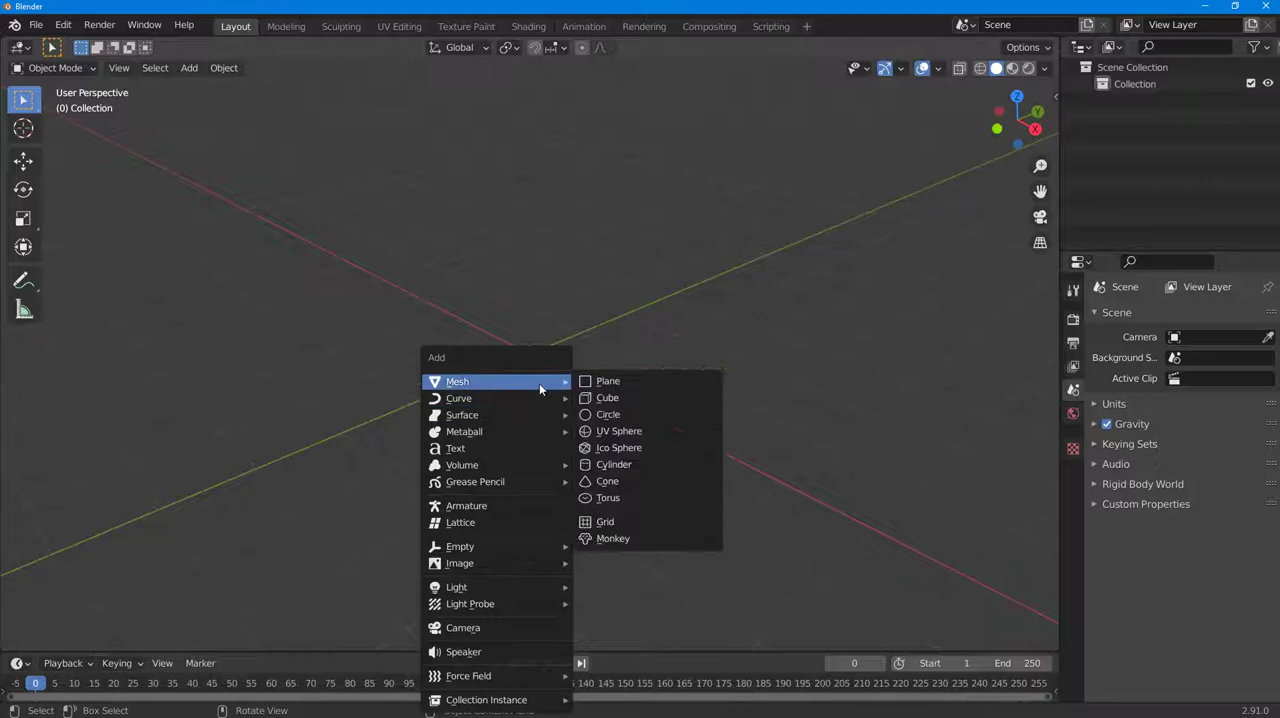 Blender
File Edit Render Window Help
Layout Modeling Sculpting UV Editing Texture Paint Shading Animation Rendering Compositing Scripting +
Scene
View Layer
Global
Options
Object Mode View Select Add Object
User Perspective
(0) Collection
Z
Y
X
Scene Collection
Collection
Scene
View Layer
Scene
Camera
Background S...
Active Clip
Units
Gravity
Keying Sets
Audio
Rigid Body World
Custom Properties
Add
Mesh
Curve
Surface
Metaball
Text
Volume
Grease Pencil
Armature
Lattice
Empty
Image
Light
Light Probe
Camera
Speaker
Force Field
Collection Instance
Plane
Cube
Circle
UV Sphere
Ico Sphere
Cylinder
Cone
Torus
Grid
Monkey
Playback Keying View Marker
0
Start 1 End 250
-5 0 5 10 15 20 25 30 35 40 45 50 55 60 65 70 75 80 85 90 95
140 145 150 155 160 165 170 175 180 185 190 195 200 205 210 215 220 225 230 235 240 245 250 255
Select Box Select Rotate View
2.91.0